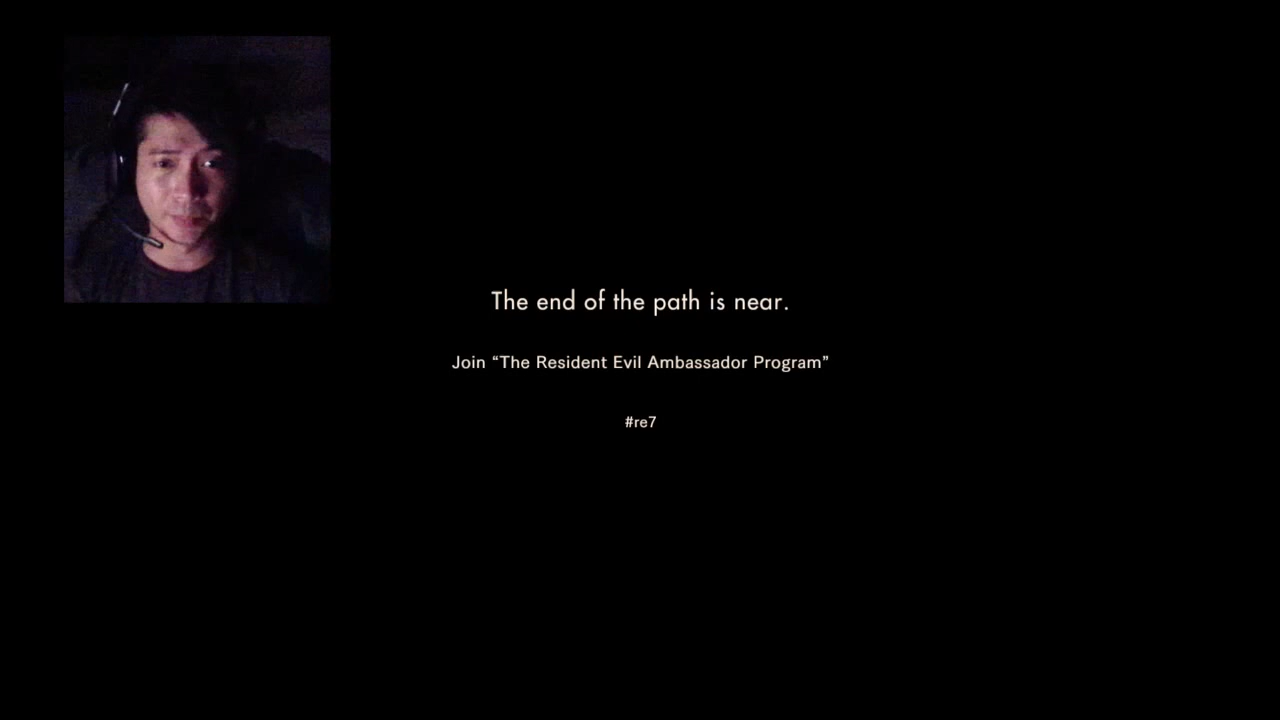 The end of the path is near.
Join “The Resident Evil Ambassador Program”
#re7